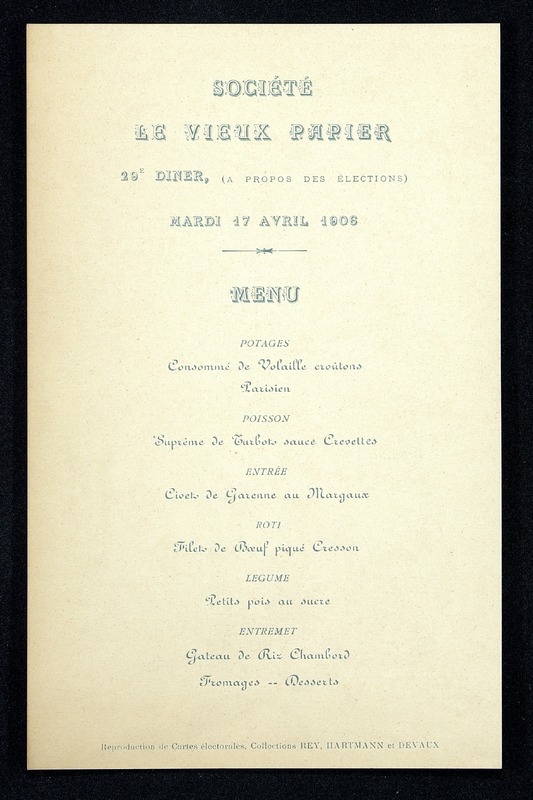 SOCIÉTÉ
LE VIEUX PAPIER
29E DINER, (A PROPOS DES ÉLECTIONS)
MARDI 17 AVRIL 1906
MENU
POTAGES
Consommé de Volaille croûtons
Parisien
POISSON
Suprême de Turbot sauce Crevettes
ENTRÉE
Civet de Garenne au Margaux
ROTI
Filet de Bœuf piqué Cresson
LEGUME
Petits pois au sucre
ENTREMET
Gateau de Riz Chambord
Fromages -- Desserts
Reproduction de Cartes électorales, Collections REY, HARTMANN et DEVAUX